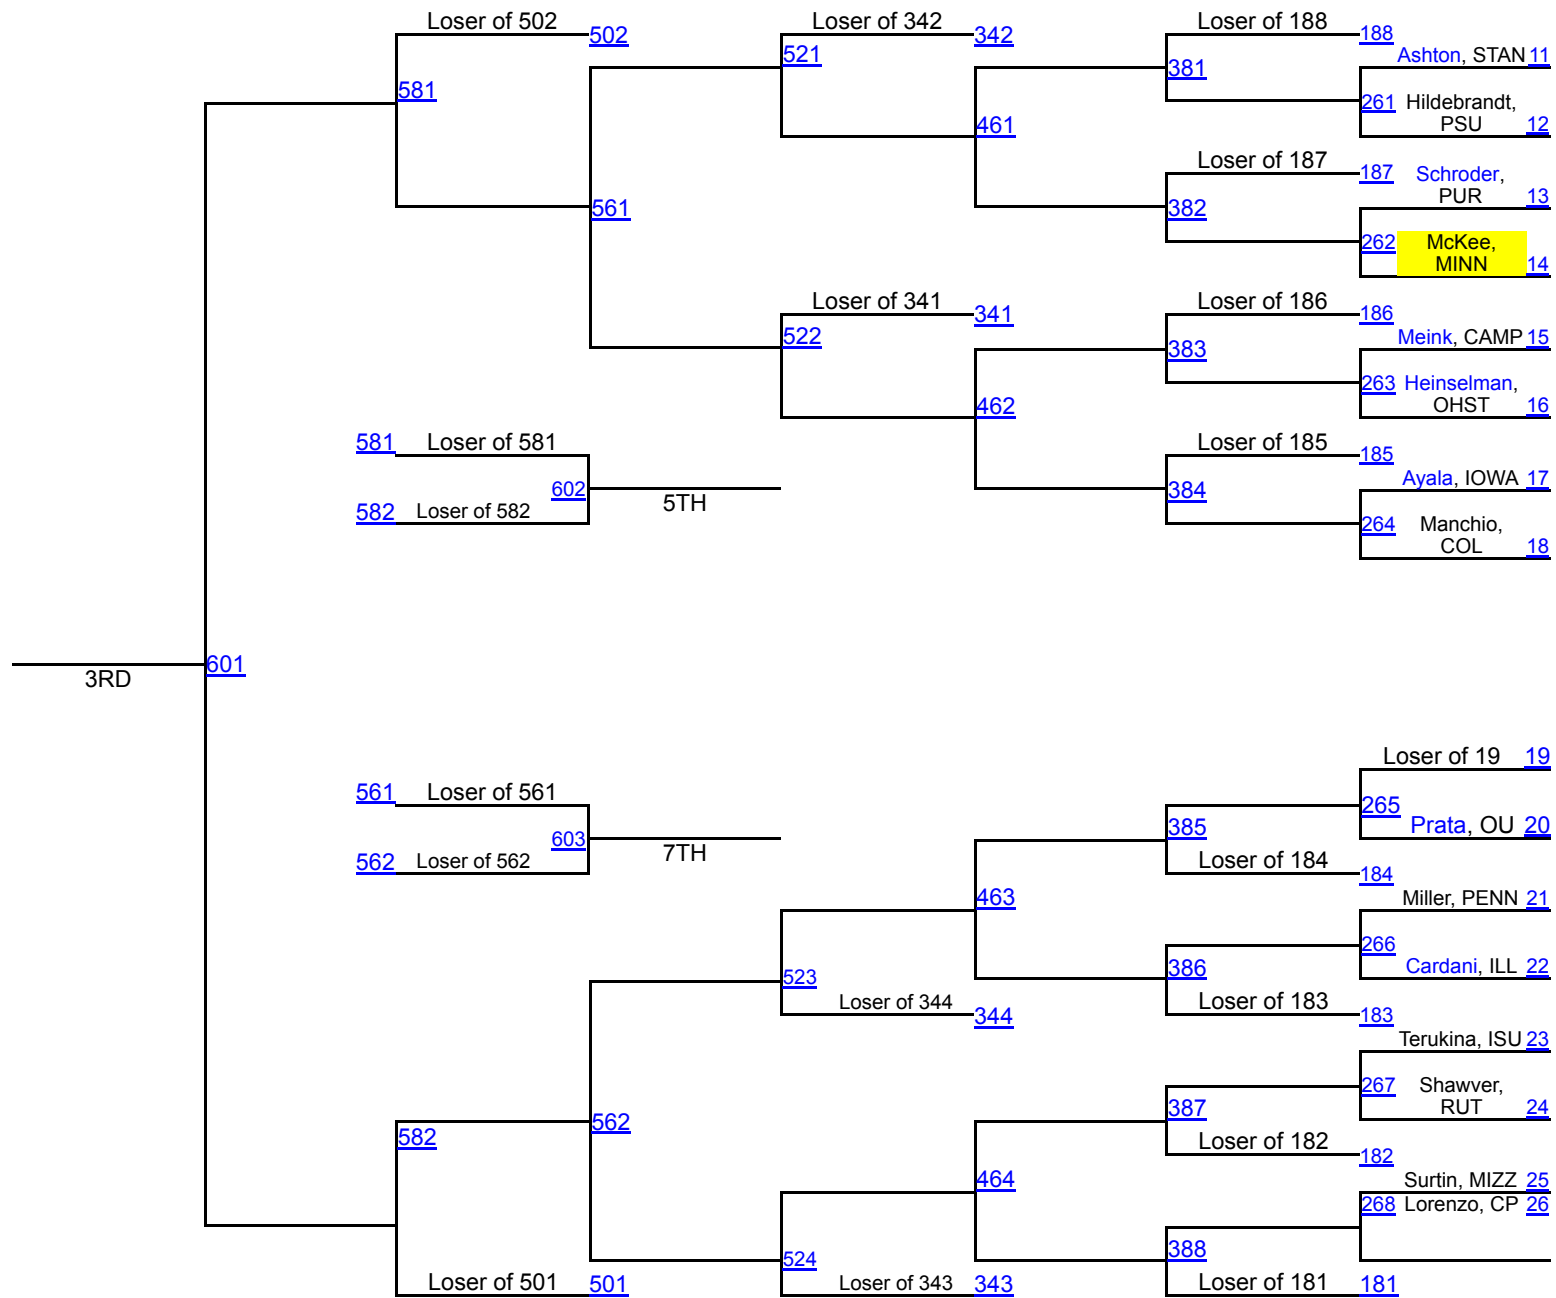 Loser of 502
502
Loser of 342
342
Loser of 188
188
521
Ashton, STAN 11
381
581
261 Hildebrandt,
PSU 12
461
Loser of 187
187 Schroder,
PUR 13
561
382
262 McKee,
MINN 14
Loser of 341
341
Loser of 186
186
522
Meink, CAMP 15
383
263 Heinselman,
OHST 16
462
581 Loser of 581
Loser of 185
185
Ayala, IOWA 17
602
5TH
384
582 Loser of 582
264 Manchio,
COL 18
601
3RD
Loser of 19 19
561 Loser of 561
265
385
Prata, OU 20
603
7TH
562 Loser of 562
Loser of 184
184
463
Miller, PENN 21
266
386
Cardani, ILL 22
523
Loser of 344
344
Loser of 183
183
Terukina, ISU 23
267 Shawver,
RUT 24
387
562
582
Loser of 182
182
464
Surtin, MIZZ 25
268 Lorenzo, CP 26
388
524
Loser of 501
501
Loser of 343
343
Loser of 181
181